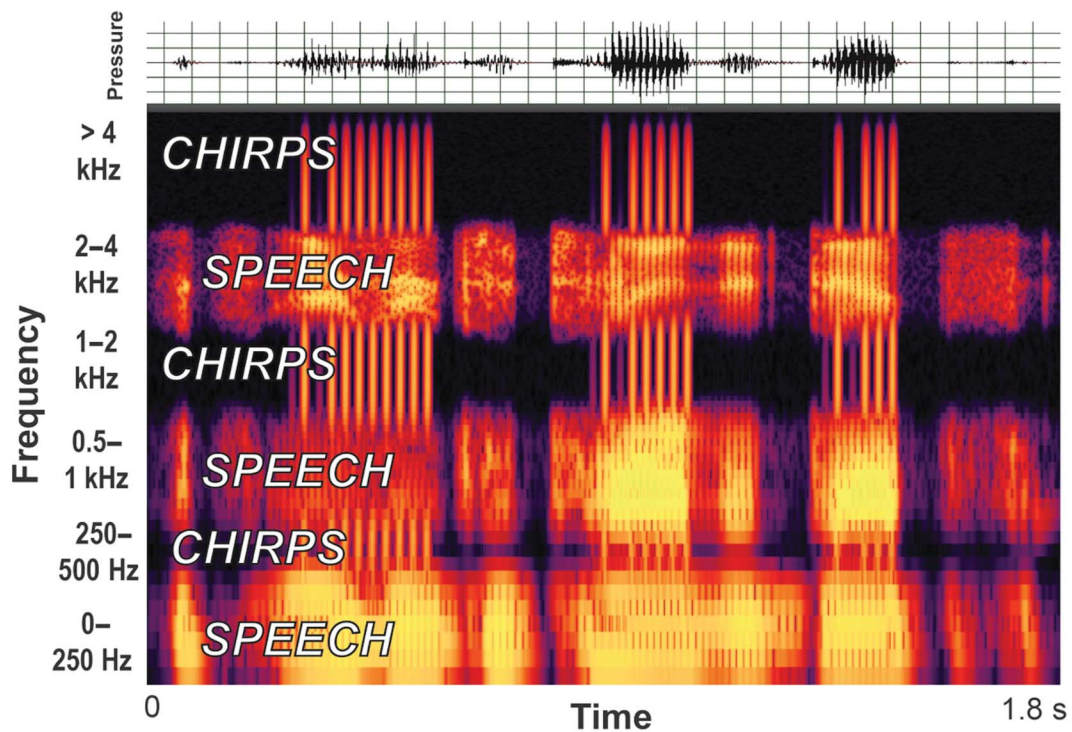 Pressure
> 4
kHz
CHIRPS
2–4
kHz
SPEECH
1–2
kHz
CHIRPS
Frequency
0.5–
1 kHz
SPEECH
250–
500 Hz
CHIRPS
0–
250 Hz
SPEECH
0
Time
1.8 s